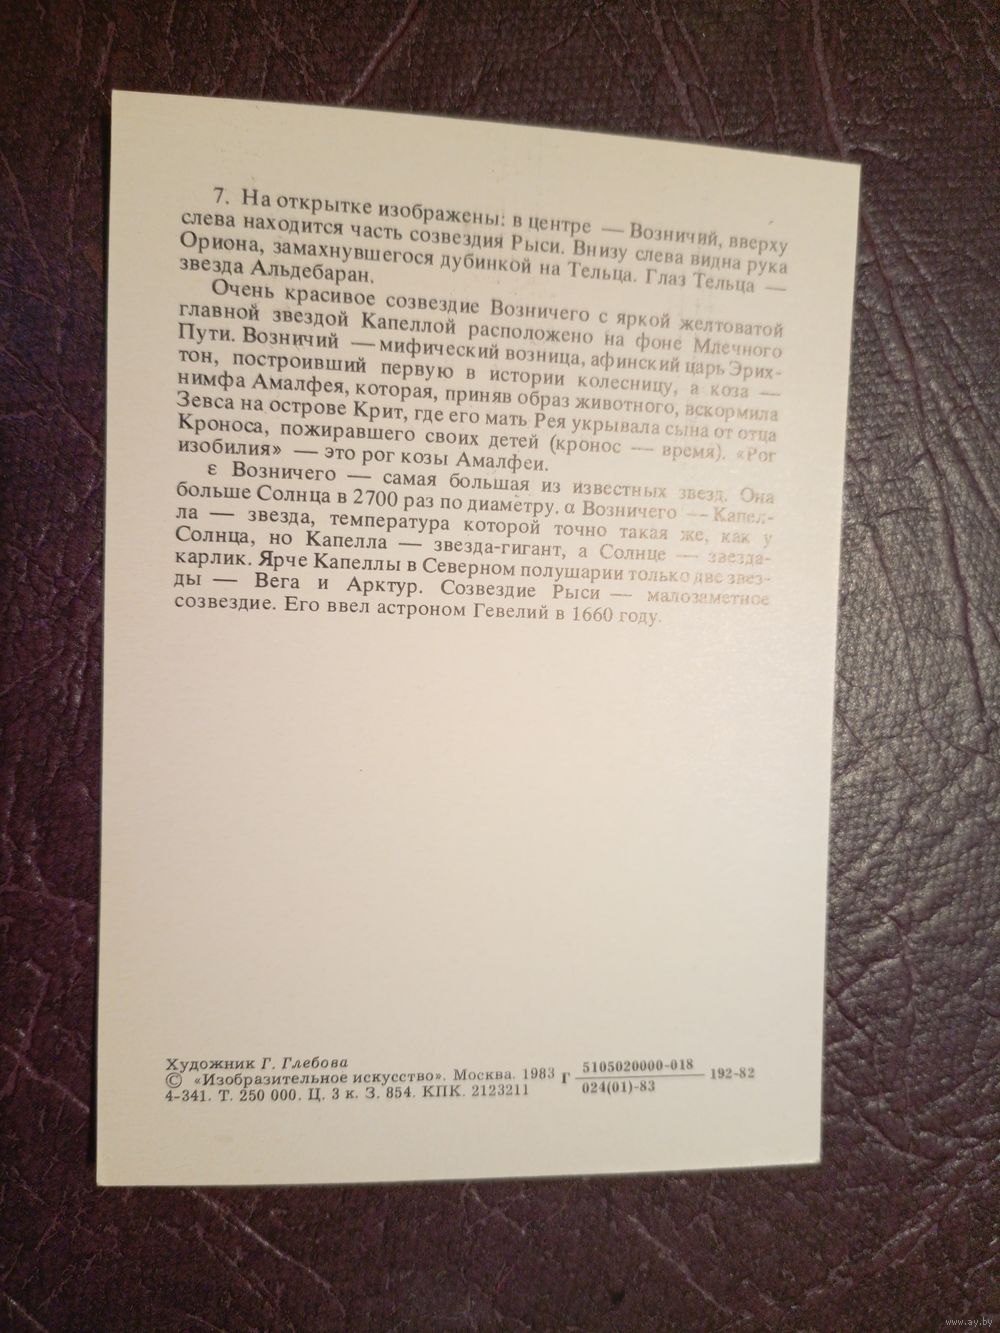 7. На открытке изображены: в центре — Возничий, вверху
слева находится часть созвездия Рыси. Внизу слева видна рука
Ориона, замахнувшегося дубинкой на Тельца. Глаз Тельца —
звезда Альдебаран.
Очень красивое созвездие Возничего с яркой желтоватой
главной звездой Капеллой расположено на фоне Млечного
Пути. Возничий — мифический возница, афинский царь Эрих-
тон, построивший первую в истории колесницу, а коза —
нимфа Амалфея, которая, приняв образ животного, вскормила
Зевса на острове Крит, где его мать Рея укрывала сына от отца
Кроноса, пожиравшего своих детей (кронос — время). «Рог
изобилия» — это рог козы Амалфеи.
ε Возничего — самая большая из известных звезд. Она
больше Солнца в 2700 раз по диаметру. α Возничего — Капел-
ла — звезда, температура которой точно такая же, как у
Солнца, но Капелла — звезда-гигант, а Солнце — звезда-
карлик. Ярче Капеллы в Северном полушарии только две звез-
ды — Вега и Арктур. Созвездие Рыси — малозаметное
созвездие. Его ввел астроном Гевелий в 1660 году.
Художник Г. Глебова
© «Изобразительное искусство». Москва. 1983
4-341. Т. 250 000. Ц. 3 к. З. 854. КПК. 2123211
Г 5105020000-018
024(01)-83
192-82
www.ay.by